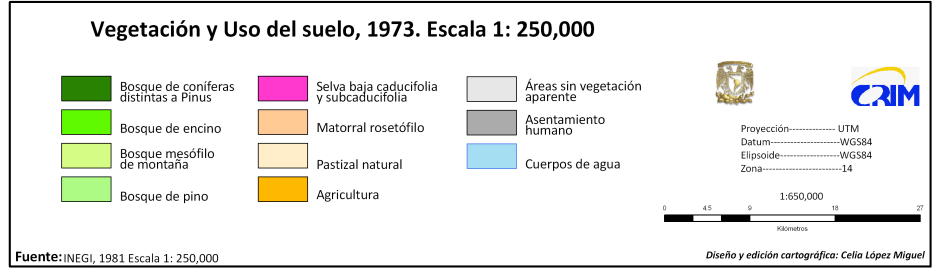 Vegetación y Uso del suelo, 1973. Escala 1: 250,000
Bosque de coníferas
distintas a Pinus
Bosque de encino
Bosque mesófilo
de montaña
Bosque de pino
Selva baja caducifolia
y subcaducifolia
Matorral rosetófilo
Pastizal natural
Agricultura
Áreas sin vegetación
aparente
Asentamiento
humano
Cuerpos de agua
CRIM
Proyección-------------- UTM
Datum---------------------WGS84
Elipsoide------------------WGS84
Zona------------------------14
1:650,000
0 4.5 9 18 27
Kilómetros
Fuente: INEGI, 1981 Escala 1: 250,000
Diseño y edición cartográfica: Celia López Miguel